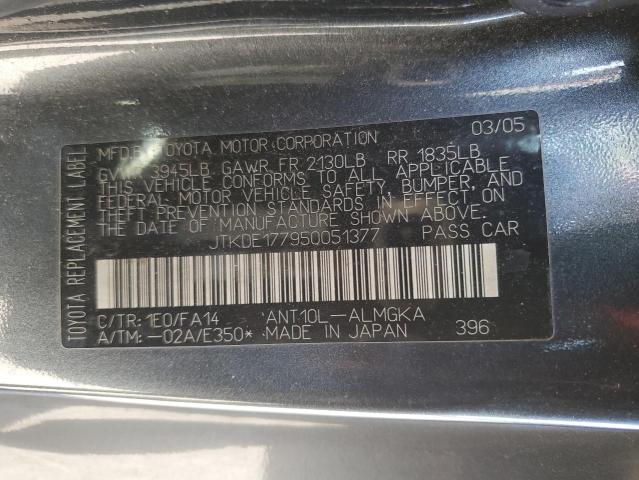 TOYOTA REPLACEMENT LABEL
MFD. BY TOYOTA MOTOR CORPORATION 03/05
3945LB GAWR FR 2130LB RR 1835LB
THIS VEHICLE CONFORMS TO ALL APPLICABLE
FEDERAL MOTOR VEHICLE SAFETY, BUMPER, AND
THEFT PREVENTION STANDARDS IN EFFECT ON
THE DATE OF MANUFACTURE SHOWN ABOVE.
JTKDE177950051377 PASS CAR
C/TR: 1E0/FA14 ANT10L-ALMGKA
A/TM: -02A/E350* MADE IN JAPAN 396